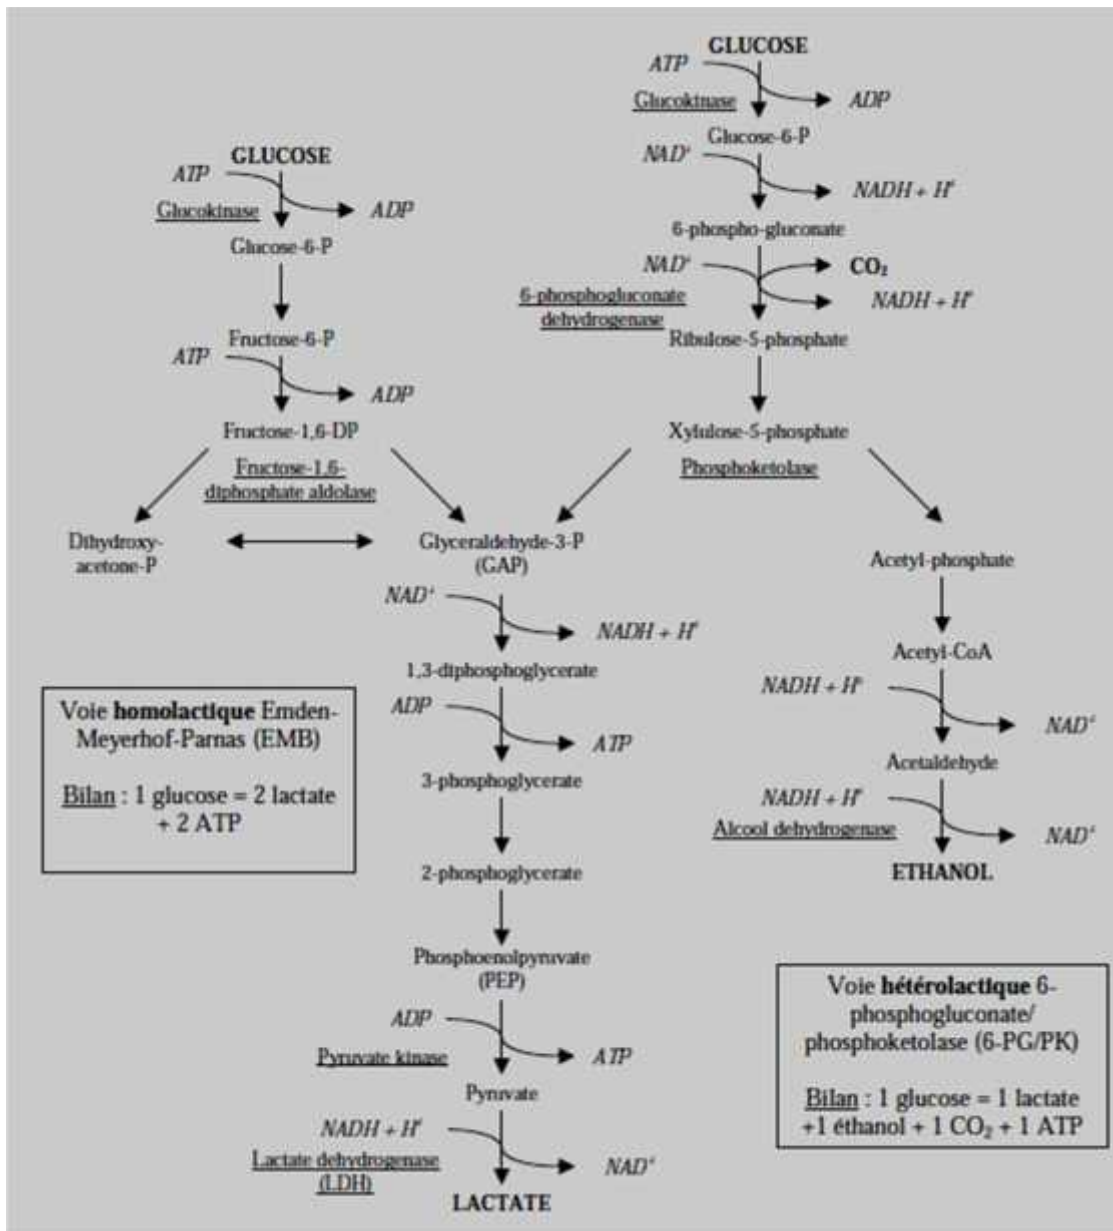 GLUCOSE
ATP
Glucokinase
ADP
Glucose-6-P
Fructose-6-P
ATP
ADP
Fructose-1,6-DP
Fructose-1,6-
diphosphate aldolase
Dihydroxy-
acetone-P
GLUCOSE
ATP
Glucokinase
ADP
Glucose-6-P
NAD⁺
NADH + H⁺
6-phospho-gluconate
NAD⁺
CO₂
6-phosphogluconate
dehydrogenase
NADH + H⁺
Ribulose-5-phosphate
Xylulose-5-phosphate
Phosphoketolase
Glyceraldehyde-3-P
(GAP)
NAD⁺
NADH + H⁺
1,3-diphosphoglycerate
ADP
ATP
3-phosphoglycerate
2-phosphoglycerate
Phosphoenolpyruvate
(PEP)
ADP
Pyruvate kinase
ATP
Pyruvate
NADH + H⁺
Lactate dehydrogenase
(LDH)
NAD⁺
LACTATE
Acetyl-phosphate
Acetyl-CoA
NADH + H⁺
NAD⁺
Acetaldehyde
NADH + H⁺
Alcool dehydrogenase
NAD⁺
ETHANOL
Voie homolactique Emden-
Meyerhof-Parnas (EMB)
Bilan : 1 glucose = 2 lactate
+ 2 ATP
Voie hétérolactique 6-
phosphogluconate/
phosphoketolase (6-PG/PK)
Bilan : 1 glucose = 1 lactate
+1 éthanol + 1 CO₂ + 1 ATP